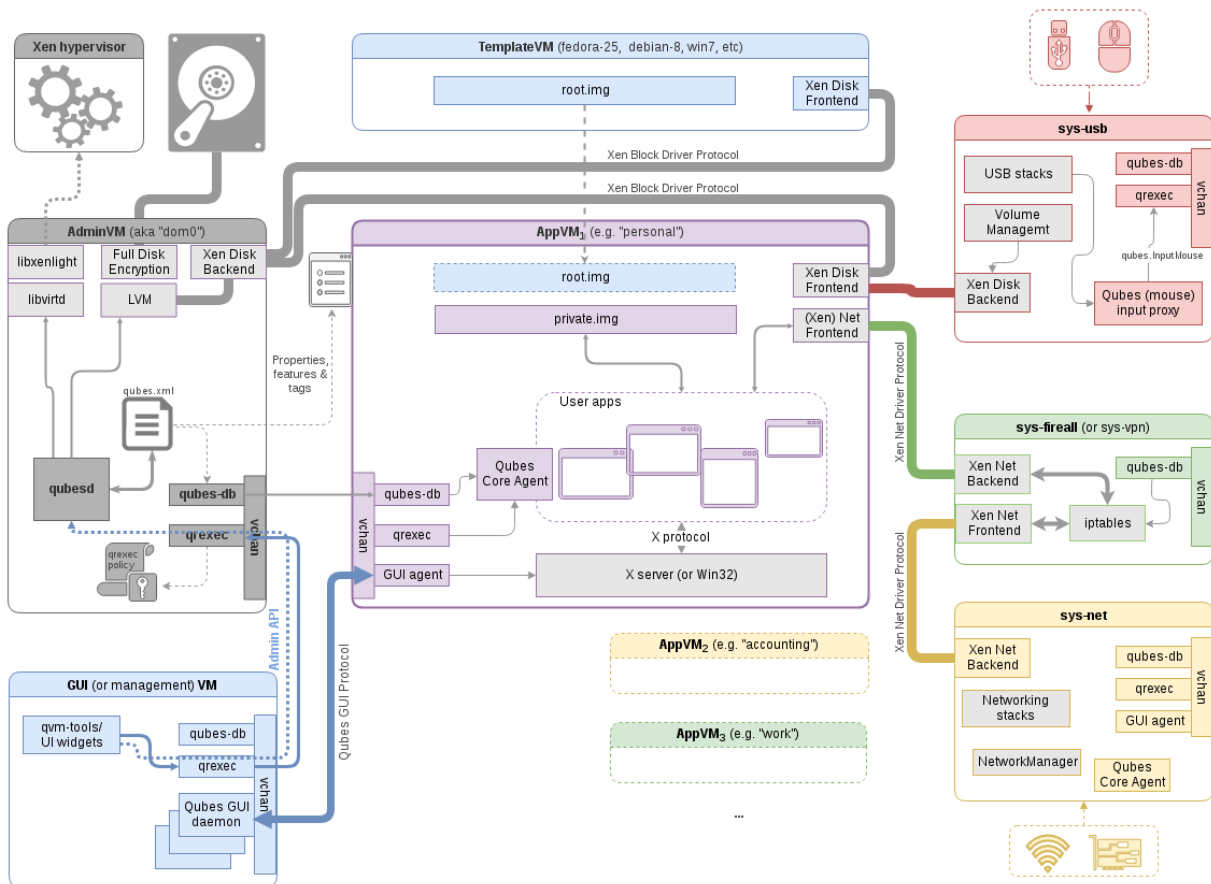 Xen hypervisor
TemplateVM (fedora-25, debian-8, win7, etc)
root.img
Xen Disk
Frontend
Xen Block Driver Protocol
Xen Block Driver Protocol
AdminVM (aka "dom0")
libxenlight
Full Disk
Encryption
Xen Disk
Backend
libvirtd
LVM
Properties,
features &
tags
qubes.xml
qubesd
qubes-db
qrexec
vchan
qrexec
policy
Admin API
AppVM1 (e.g. "personal")
root.img
Xen Disk
Frontend
private.img
(Xen) Net
Frontend
User apps
Qubes
Core Agent
qubes-db
qrexec
vchan
GUI agent
X protocol
X server (or Win32)
Qubes GUI Protocol
GUI (or management) VM
qvm-tools/
UI widgets
qubes-db
qrexec
vchan
Qubes GUI
daemon
AppVM2 (e.g. "accounting")
AppVM3 (e.g. "work")
...
sys-usb
USB stacks
qubes-db
vchan
qrexec
Volume
Managemt
qubes.InputMouse
Xen Disk
Backend
Qubes (mouse)
input proxy
Xen Net Driver Protocol
sys-fireall (or sys-vpn)
Xen Net
Backend
qubes-db
vchan
Xen Net
Frontend
iptables
Xen Net Driver Protocol
sys-net
Xen Net
Backend
qubes-db
vchan
qrexec
Networking
stacks
GUI agent
NetworkManager
Qubes
Core Agent